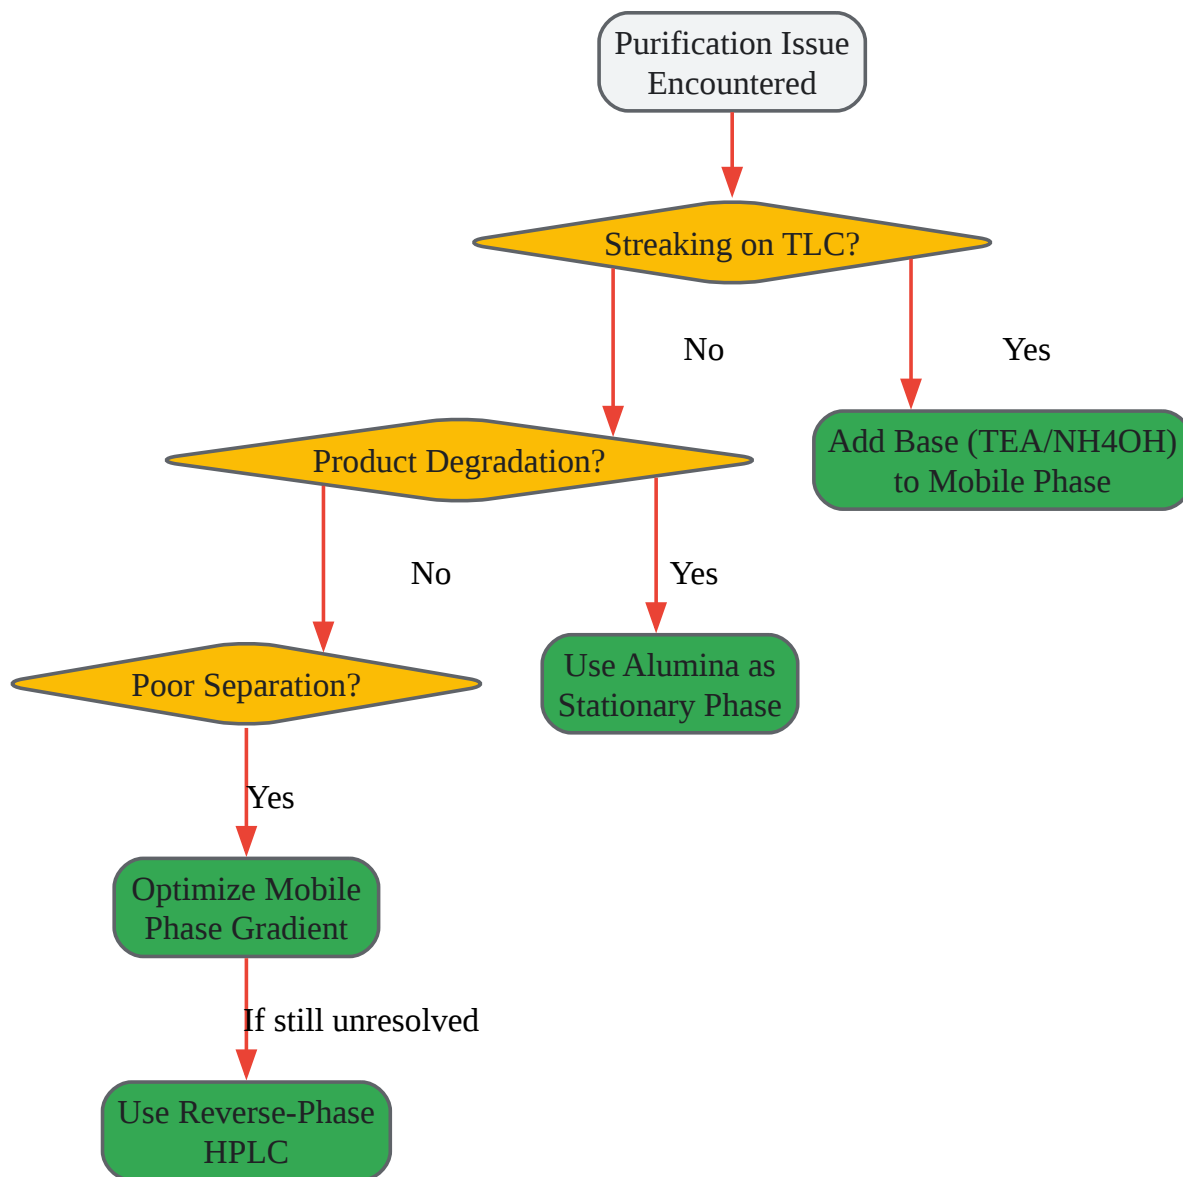 Purification Issue
Encountered
Streaking on TLC?
No
Yes
Add Base (TEA/NH4OH)
to Mobile Phase
Product Degradation?
No
Yes
Use Alumina as
Stationary Phase
Poor Separation?
Yes
Optimize Mobile
Phase Gradient
If still unresolved
Use Reverse-Phase
HPLC